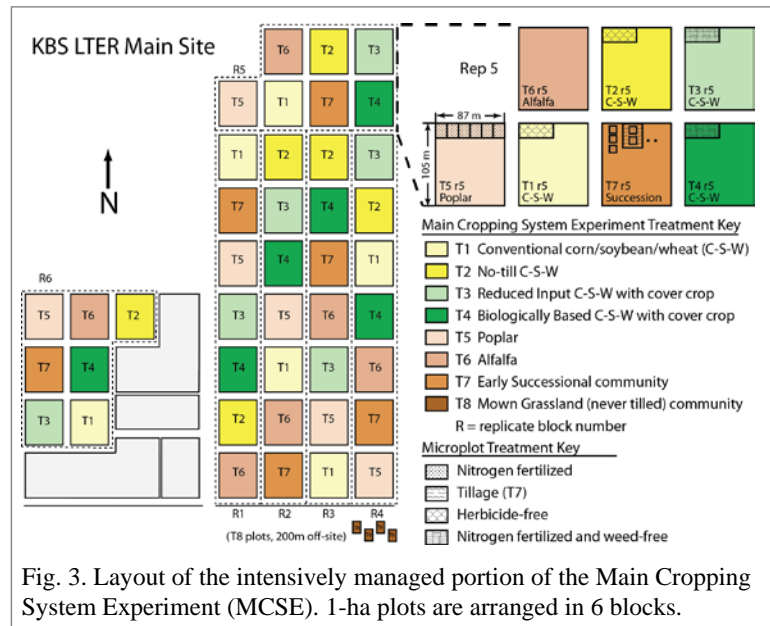 KBS LTER Main Site
N
R5
T6 T2 T3
T5 T1 T7 T4
T1 T2 T2 T3
T7 T3 T4 T2
T5 T4 T7 T1
T3 T5 T6 T4
T4 T1 T3 T6
T2 T6 T5 T7
T6 T7 T1 T5
R1 R2 R3 R4
(T8 plots, 200m off-site)
R6
T5 T6 T2
T7 T4
T3 T1
Rep 5
T6 r5
Alfalfa
T2 r5
C-S-W
T3 r5
C-S-W
87 m
105 m
T5 r5
Poplar
T1 r5
C-S-W
T7 r5
Succession
T4 r5
C-S-W
Main Cropping System Experiment Treatment Key
T1 Conventional corn/soybean/wheat (C-S-W)
T2 No-till C-S-W
T3 Reduced Input C-S-W with cover crop
T4 Biologically Based C-S-W with cover crop
T5 Poplar
T6 Alfalfa
T7 Early Successional community
T8 Mown Grassland (never tilled) community
R = replicate block number
Microplot Treatment Key
Nitrogen fertilized
Tillage (T7)
Herbicide-free
Nitrogen fertilized and weed-free
Fig. 3. Layout of the intensively managed portion of the Main Cropping
System Experiment (MCSE). 1-ha plots are arranged in 6 blocks.